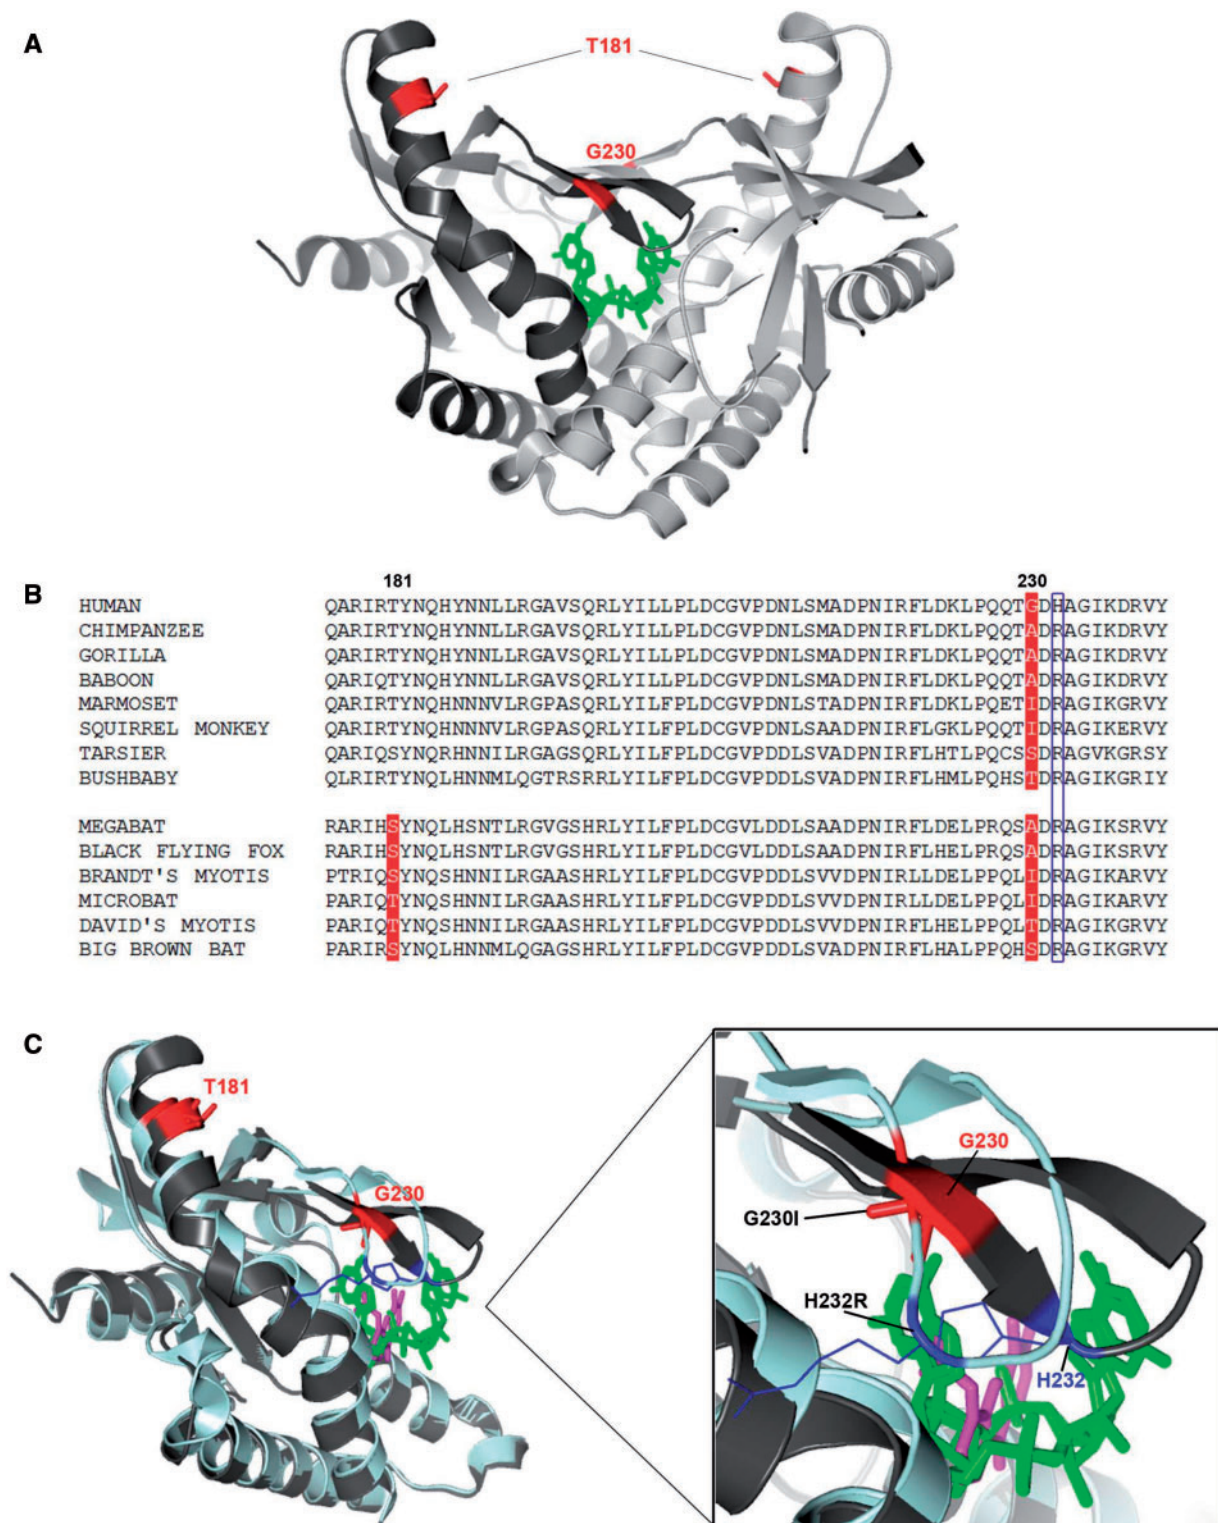 A
T181
G230
B
181 230
HUMAN QARIRTYNQHYNNLLRGAVSQRLYILLPLDCGVPDNLSMADPNIRFLDKLPQQTGDHAGIKDRVY
CHIMPANZEE QARIRTYNQHYNNLLRGAVSQRLYILLPLDCGVPDNLSMADPNIRFLDKLPQQTADRAGIKDRVY
GORILLA QARIRTYNQHYNNLLRGAVSQRLYILLPLDCGVPDNLSMADPNIRFLDKLPQQTADRAGIKDRVY
BABOON QARIQTYNQHYNNLLRGAVSQRLYILLPLDCGVPDNLSMADPNIRFLDKLPQQTADRAGIKDRVY
MARMOSET QARIRTYNQHNNNVLRGPASQRLYILFPLDCGVPDNLSTADPNIRFLDKLPQETIDRAGIKGRVY
SQUIRREL MONKEY QARIRTYNQHNNNVLRGPASQRLYILFPLDCGVPDNLSAADPNIRFLGKLPQQTIDRAGIKERVY
TARSIER QARIQSYNQRHNNILRGAGSQRLYILFPLDCGVPDDLSVADPNIRFLHTLPQCSSDRAGVKGRSY
BUSHBABY QLRIRTYNQLHNNMLQGTRSRRLYILFPLDCGVPDDLSVADPNIRFLHMLPQHSTDRAGIKGRIY
MEGABAT RARIHSYNQLHSNTLRGVGSHRLYILFPLDCGVLDDLSAADPNIRFLDELPRQSADRAGIKSRVY
BLACK FLYING FOX RARIHSYNQLHSNTLRGVGSHRLYILFPLDCGVPDDLSAADPNIRFLHELPRQSADRAGIKSRVY
BRANDT'S MYOTIS PTRIQSYNQSHNNILRGAASHRLYILFPLDCGVPDDLSVVDPNIRLLDELPPQLIDRAGIKARVY
MICROBAT PARIQTYNQSHNNILRGAASHRLYILFPLDCGVPDDLSVVDPNIRLLDELPPQLIDRAGIKARVY
DAVID'S MYOTIS PARIQTYNQSHNNILRGAASHRLYILFPLDCGVPDDLSVVDPNIRFLHELPPQLTDRAGIKGRVY
BIG BROWN BAT PARIRSYNQLHNNMLQGAGSHRLYILFPLDCGVPDDLSVADPNIRFLHALPPQHSDRAGIKGRVY
C
T181
G230
G230
G230I
H232R
H232